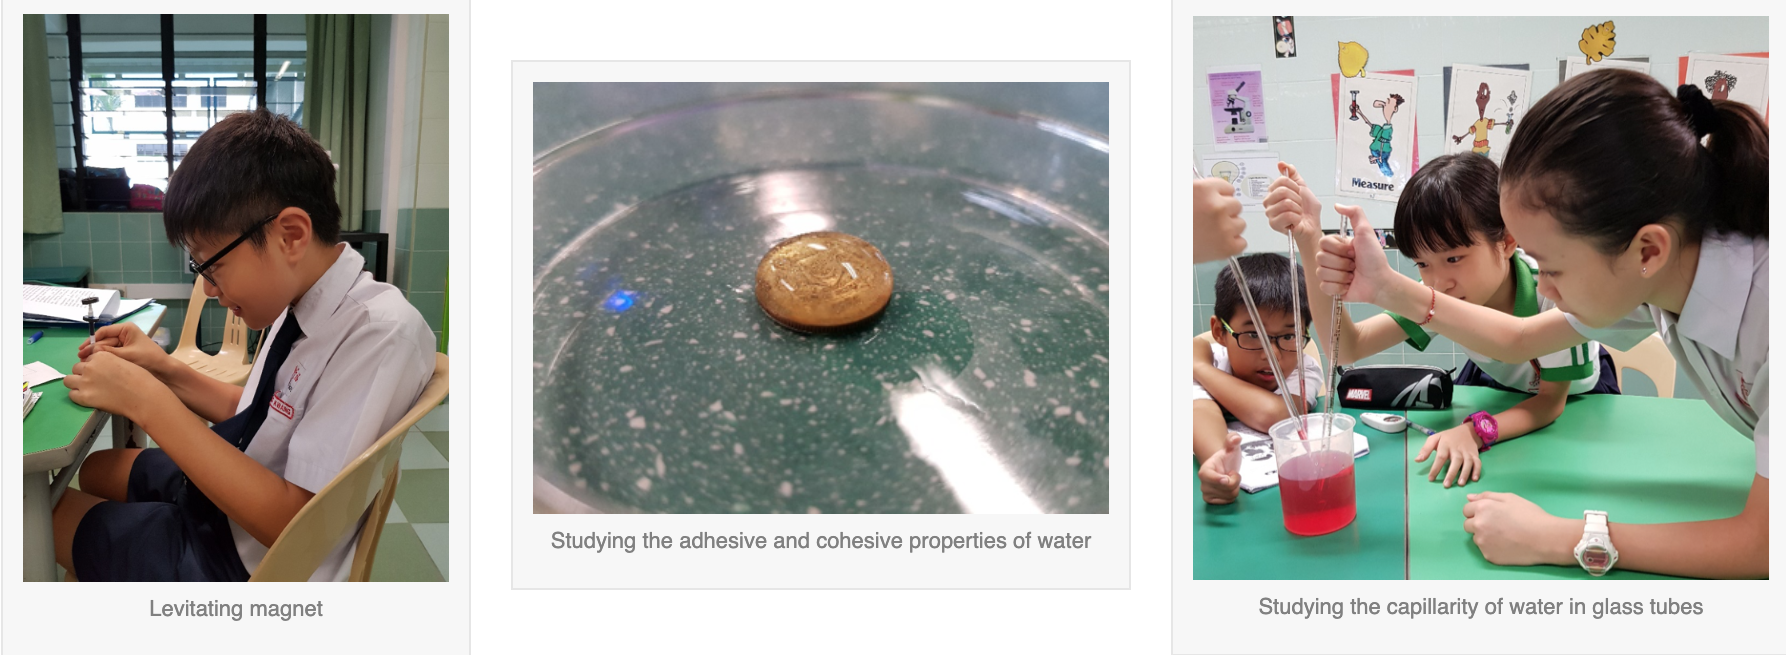 Levitating magnet
Studying the adhesive and cohesive properties of water
Measure
MARVEL
Studying the capillarity of water in glass tubes